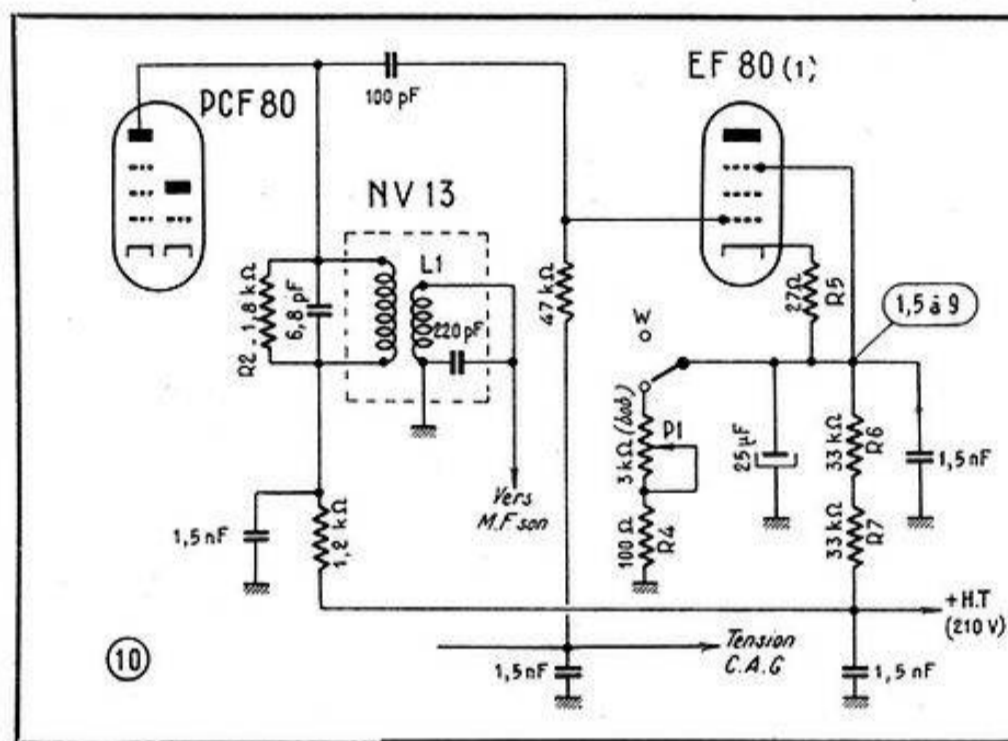 PCF80
100 pF
EF 80 (1)
NV 13
L1
R2 . 1,8 kΩ
6,8 pF
220 pF
47 kΩ
27Ω
R5
1,5 à 9
W
3 kΩ (bob)
P1
25 µF
33 kΩ
R6
1,5 nF
Vers
M.F son
1,5 nF
1,2 kΩ
100 Ω
R4
33 kΩ
R7
+ H.T
(210 V)
10
Tension
C.A.G
1,5 nF
1,5 nF